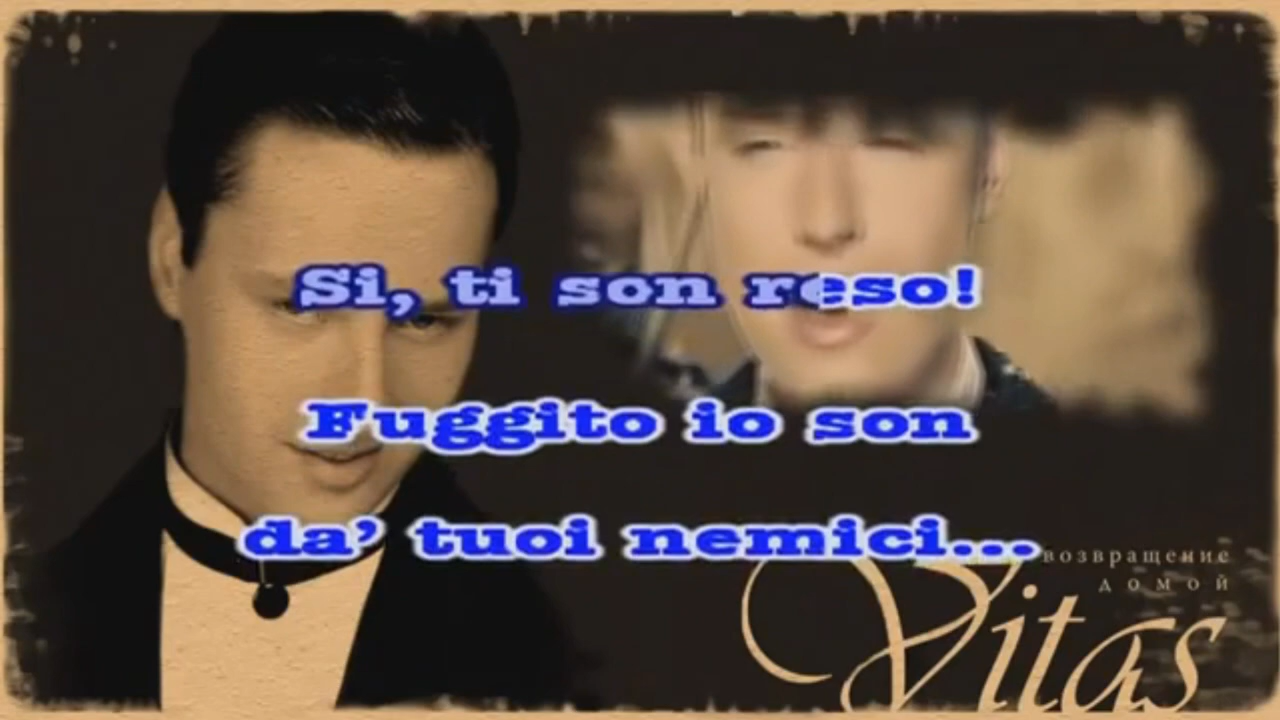 Si, ti son reso!
Fuggito io son
da' tuoi nemici...
возвращение
домой
Vitas